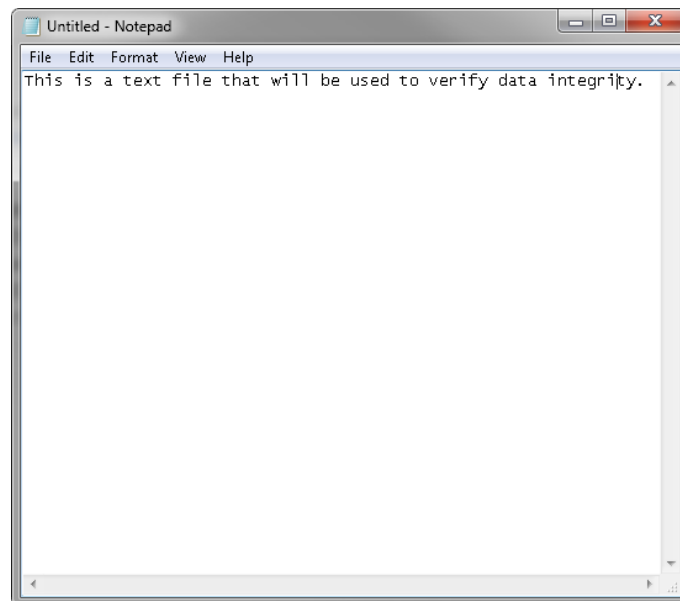 Untitled - Notepad
File Edit Format View Help
This is a text file that will be used to verify data integrity.